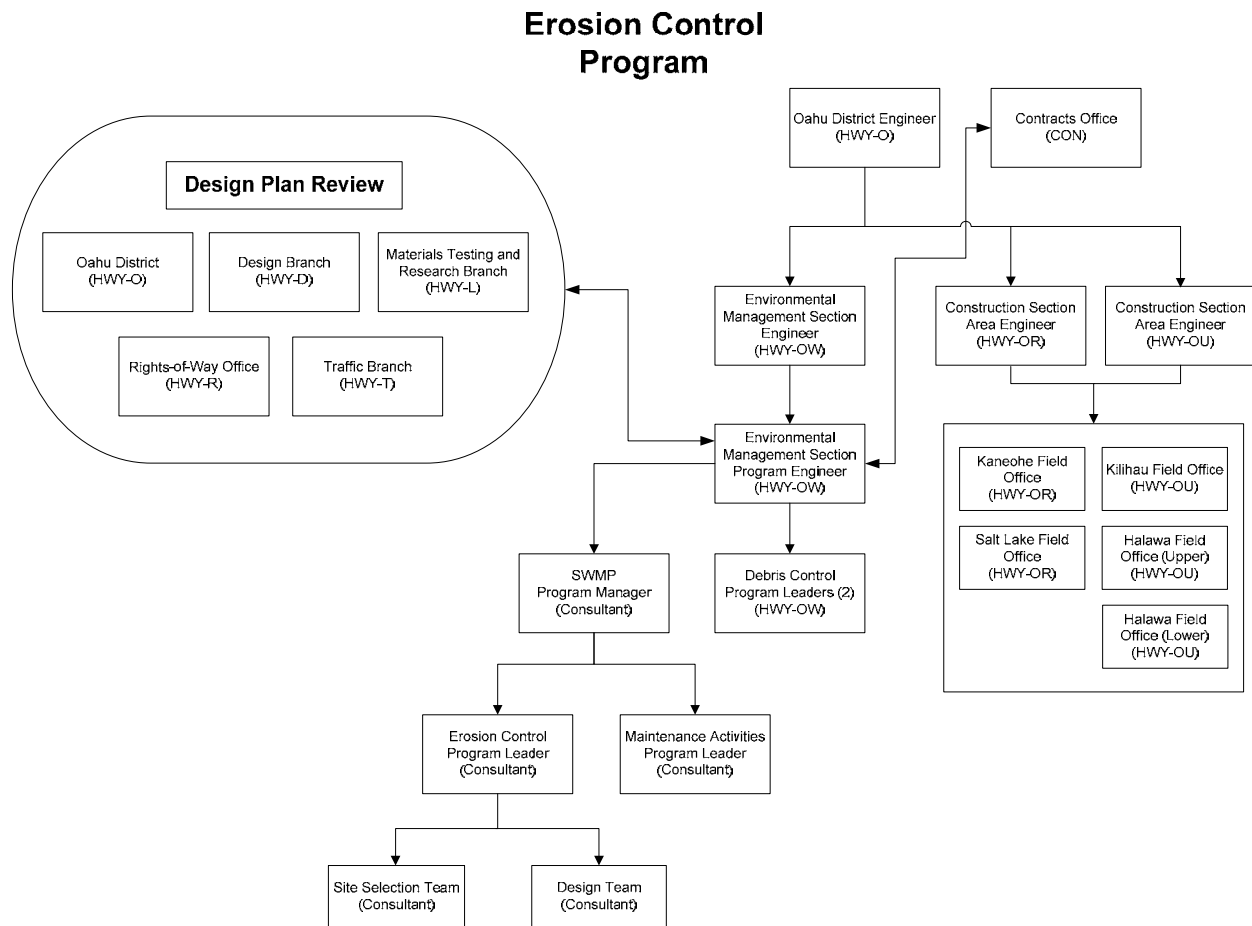 Erosion Control
Program
Oahu District Engineer
(HWY-O)
Contracts Office
(CON)
Design Plan Review
Oahu District
(HWY-O)
Design Branch
(HWY-D)
Materials Testing and
Research Branch
(HWY-L)
Rights-of-Way Office
(HWY-R)
Traffic Branch
(HWY-T)
Environmental
Management Section
Engineer
(HWY-OW)
Construction Section
Area Engineer
(HWY-OR)
Construction Section
Area Engineer
(HWY-OU)
Environmental
Management Section
Program Engineer
(HWY-OW)
Kaneohe Field
Office
(HWY-OR)
Kilihau Field Office
(HWY-OU)
Salt Lake Field
Office
(HWY-OR)
Halawa Field
Office (Upper)
(HWY-OU)
Halawa Field
Office (Lower)
(HWY-OU)
SWMP
Program Manager
(Consultant)
Debris Control
Program Leaders (2)
(HWY-OW)
Erosion Control
Program Leader
(Consultant)
Maintenance Activities
Program Leader
(Consultant)
Site Selection Team
(Consultant)
Design Team
(Consultant)